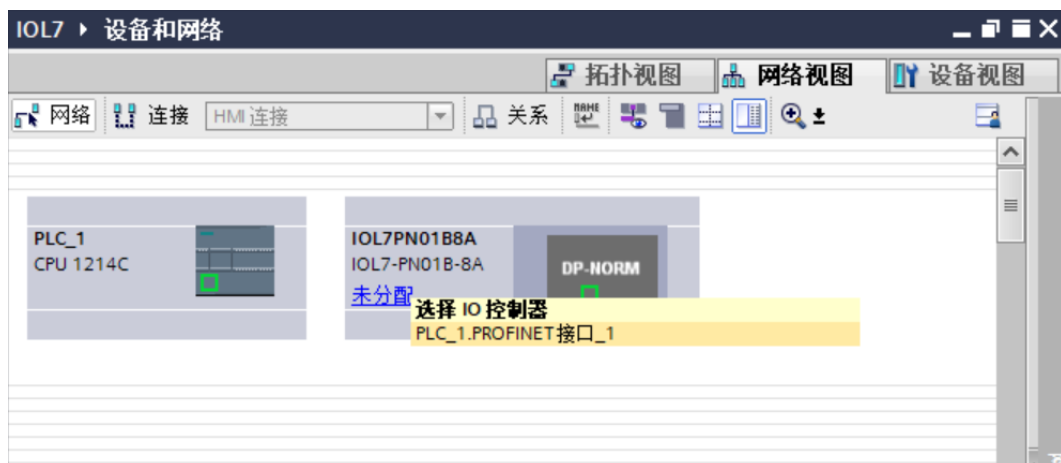 IOL7 ▸ 设备和网络
拓扑视图 网络视图 设备视图
网络 连接 HMI 连接 关系 NAME
PLC_1
CPU 1214C
IOL7PN01B8A
IOL7-PN01B-8A
DP-NORM
未分配
选择 IO 控制器
PLC_1.PROFINET接口_1